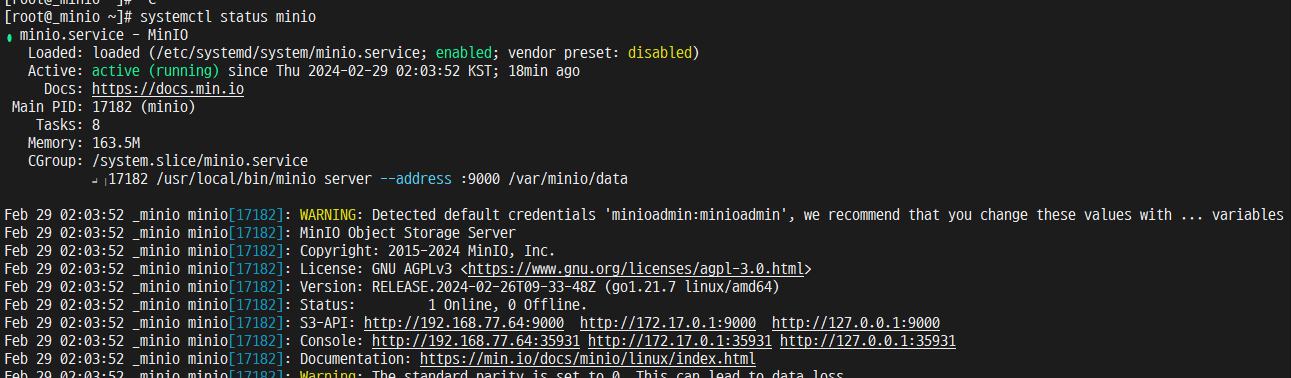 [root@_minio ~]# ^C
[root@_minio ~]# systemctl status minio
minio.service - MinIO
Loaded: loaded (/etc/systemd/system/minio.service; enabled; vendor preset: disabled)
Active: active (running) since Thu 2024-02-29 02:03:52 KST; 18min ago
Docs: https://docs.min.io
Main PID: 17182 (minio)
Tasks: 8
Memory: 163.5M
CGroup: /system.slice/minio.service
17182 /usr/local/bin/minio server --address :9000 /var/minio/data
Feb 29 02:03:52 _minio minio[17182]: WARNING: Detected default credentials 'minioadmin:minioadmin', we recommend that you change these values with ... variables
Feb 29 02:03:52 _minio minio[17182]: MinIO Object Storage Server
Feb 29 02:03:52 _minio minio[17182]: Copyright: 2015-2024 MinIO, Inc.
Feb 29 02:03:52 _minio minio[17182]: License: GNU AGPLv3 <https://www.gnu.org/licenses/agpl-3.0.html>
Feb 29 02:03:52 _minio minio[17182]: Version: RELEASE.2024-02-26T09-33-48Z (go1.21.7 linux/amd64)
Feb 29 02:03:52 _minio minio[17182]: Status: 1 Online, 0 Offline.
Feb 29 02:03:52 _minio minio[17182]: S3-API: http://192.168.77.64:9000 http://172.17.0.1:9000 http://127.0.0.1:9000
Feb 29 02:03:52 _minio minio[17182]: Console: http://192.168.77.64:35931 http://172.17.0.1:35931 http://127.0.0.1:35931
Feb 29 02:03:52 _minio minio[17182]: Documentation: https://min.io/docs/minio/linux/index.html
Feb 29 02:03:52 _minio minio[17182]: Warning: The standard parity is set to 0. This can lead to data loss.